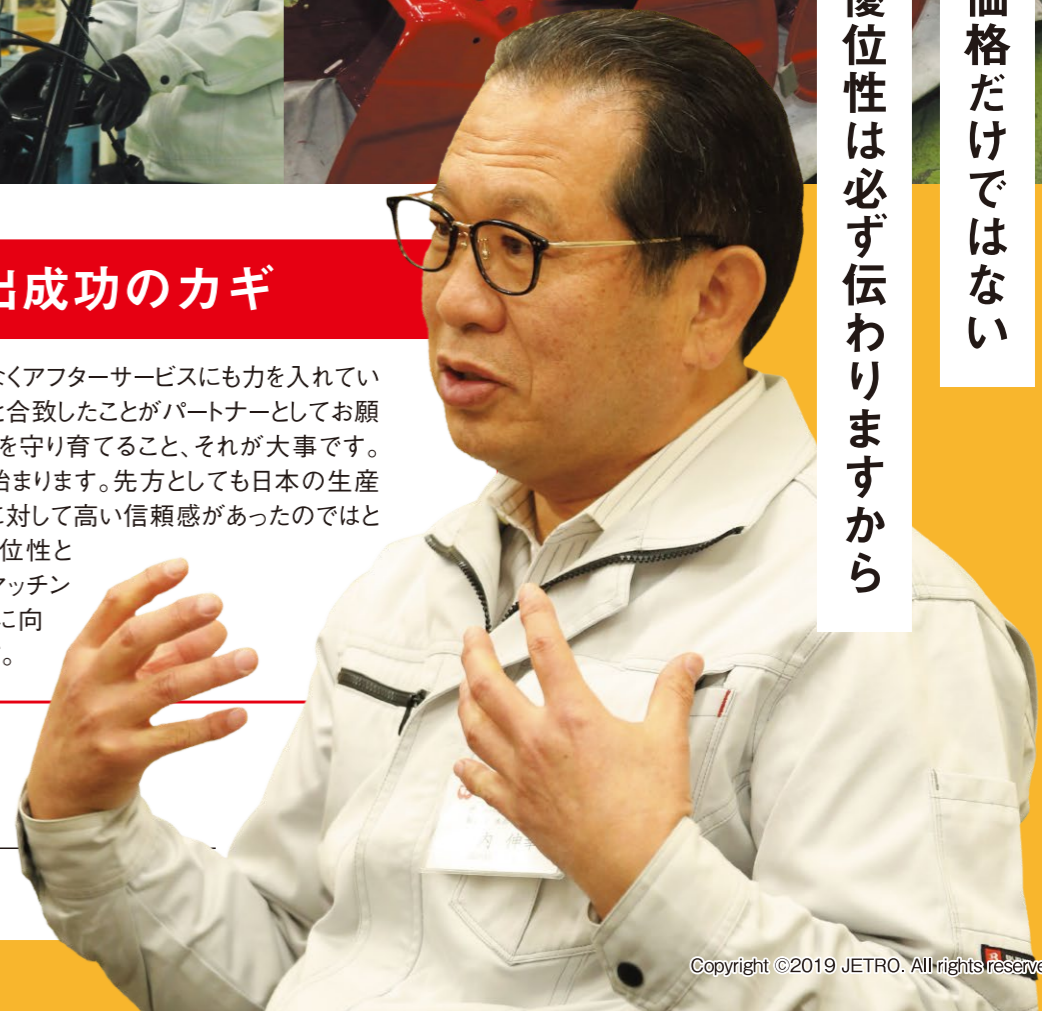 価格だけではない
優位性は必ず伝わりますから
出成功のカギ
なくアフターサービスにも力を入れてい
と合致したことがパートナーとしてお願
を守り育てること、それが大事です。
始まります。先方としても日本の生産
に対して高い信頼感があったのではと
位性と
マッチン
に向
。
内 伸
Copyright ©2019 JETRO. All rights reserve